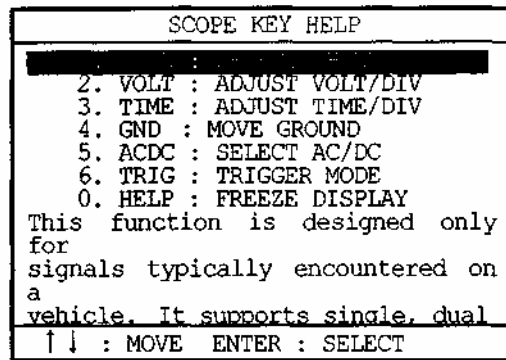 SCOPE KEY HELP
:
2. VOLT : ADJUST VOLT/DIV
3. TIME : ADJUST TIME/DIV
4. GND : MOVE GROUND
5. ACDC : SELECT AC/DC
6. TRIG : TRIGGER MODE
0. HELP : FREEZE DISPLAY
This function is designed only
for
signals typically encountered on
a
vehicle. It supports single, dual
↑ ↓ : MOVE ENTER : SELECT